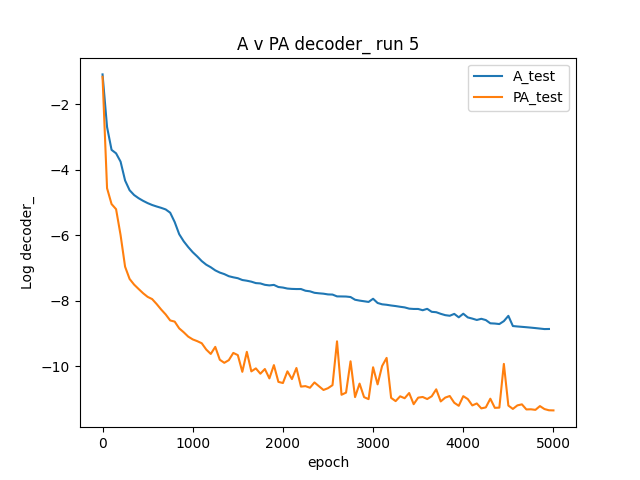 A v PA decoder_ run 5
A_test
PA_test
Log decoder_
−2
−4
−6
−8
−10
0 1000 2000 3000 4000 5000
epoch